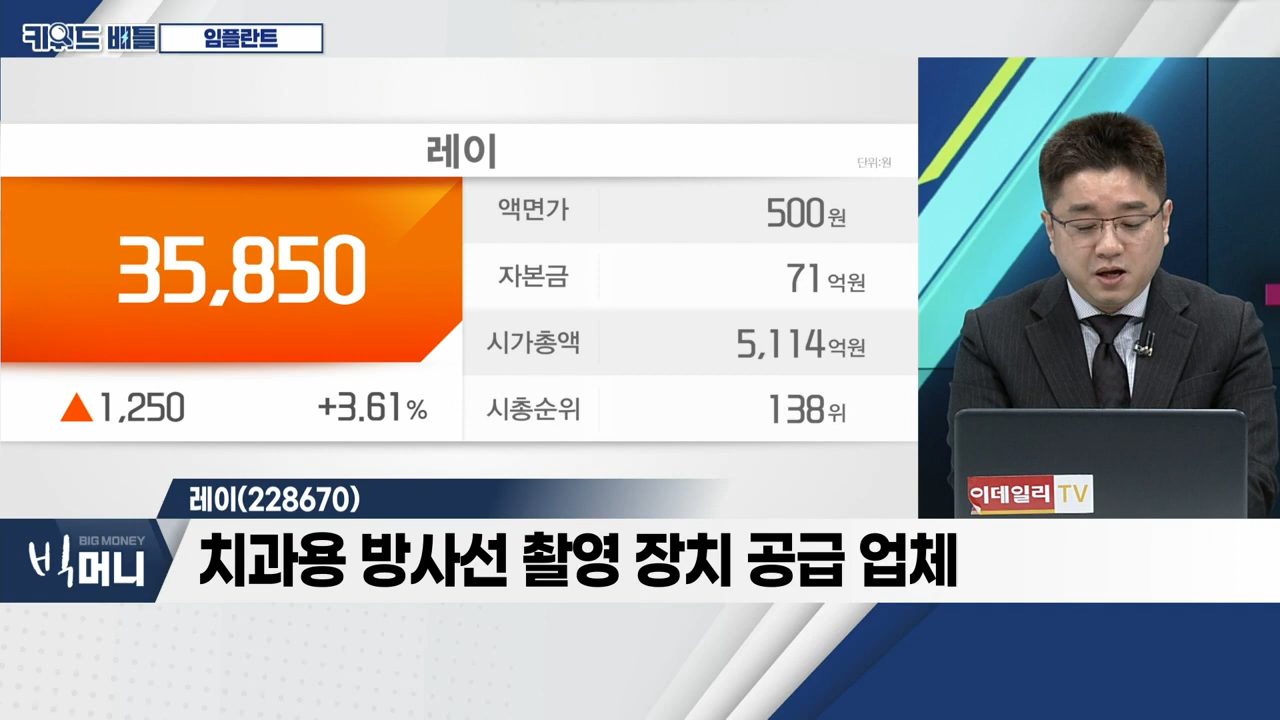 키워드 배틀
임플란트
레이
단위:원
35,850
▲1,250 +3.61%
액면가 500원
자본금 71억원
시가총액 5,114억원
시총순위 138위
이데일리TV
레이(228670)
BIG MONEY
빅머니
치과용 방사선 촬영 장치 공급 업체